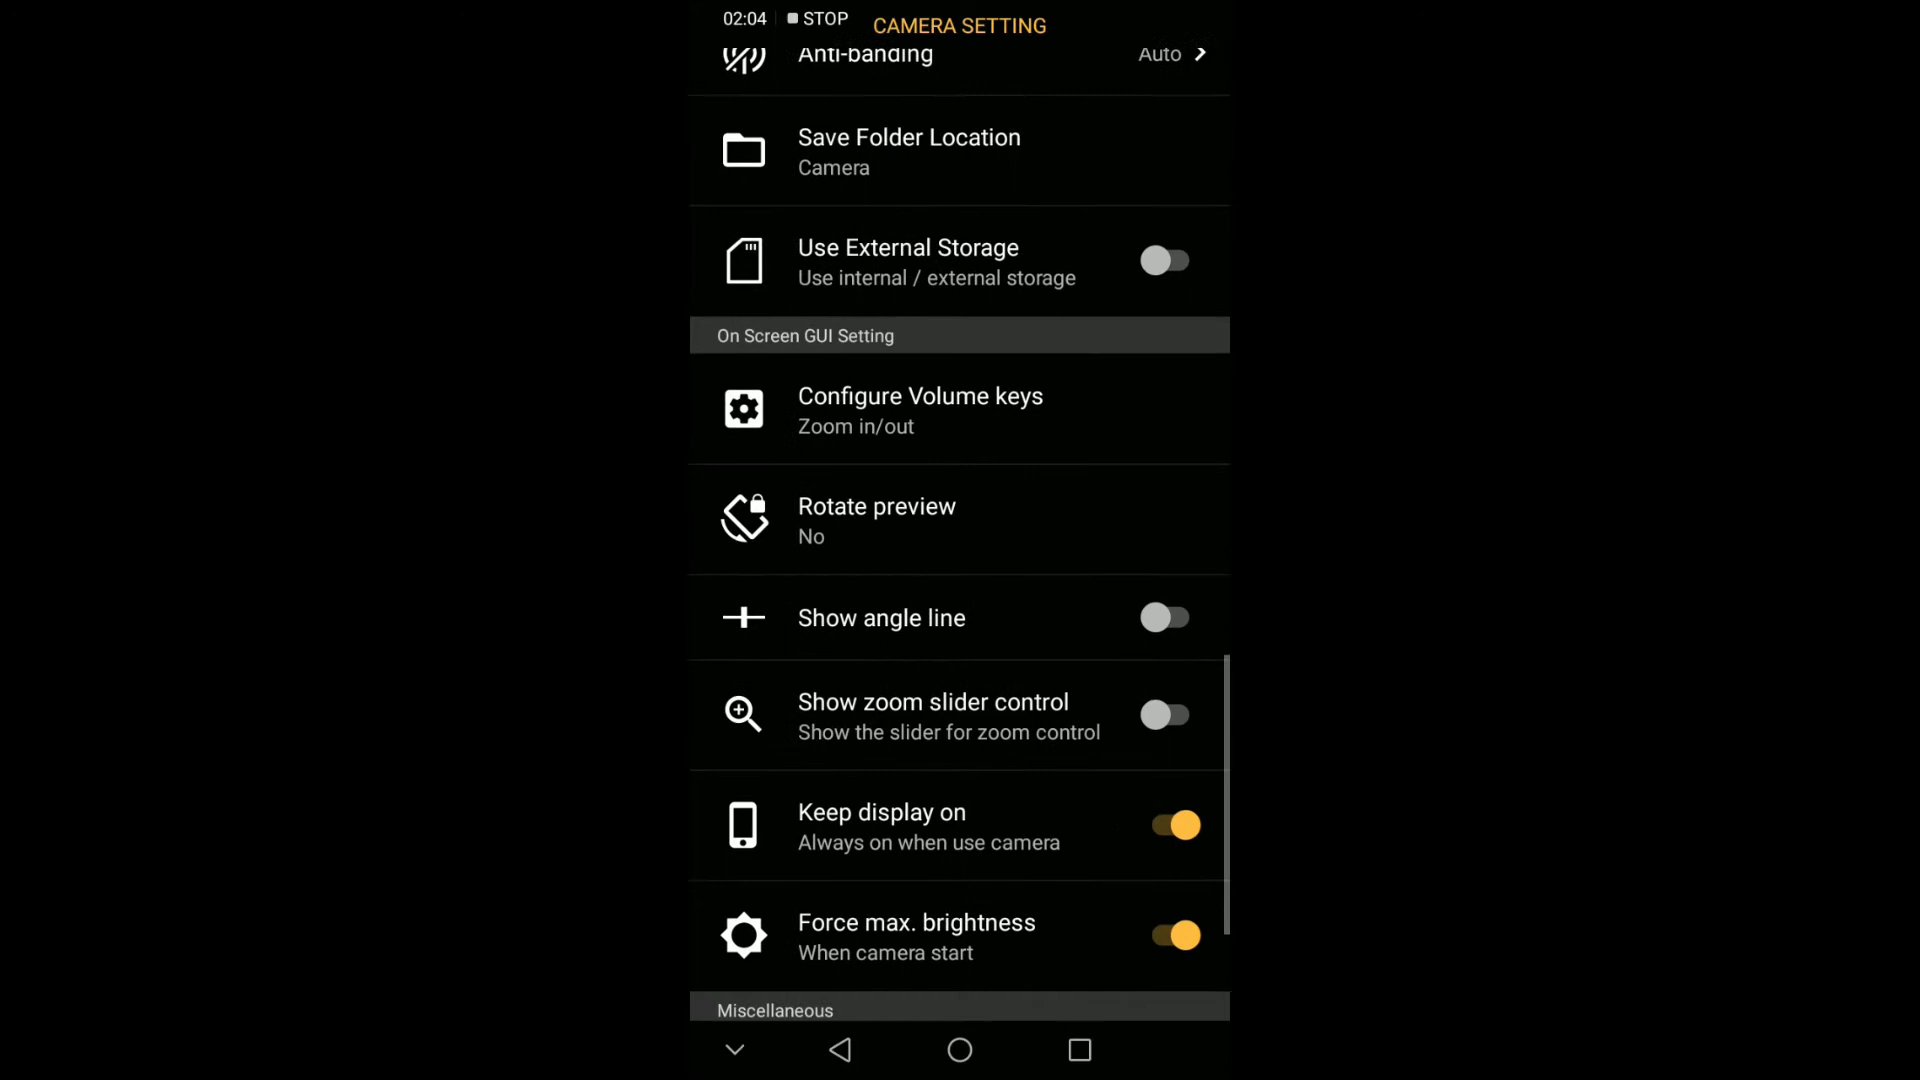 02:04 STOP
CAMERA SETTING
Anti-banding Auto
Save Folder Location
Camera
Use External Storage
Use internal / external storage
On Screen GUI Setting
Configure Volume keys
Zoom in/out
Rotate preview
No
Show angle line
Show zoom slider control
Show the slider for zoom control
Keep display on
Always on when use camera
Force max. brightness
When camera start
Miscellaneous